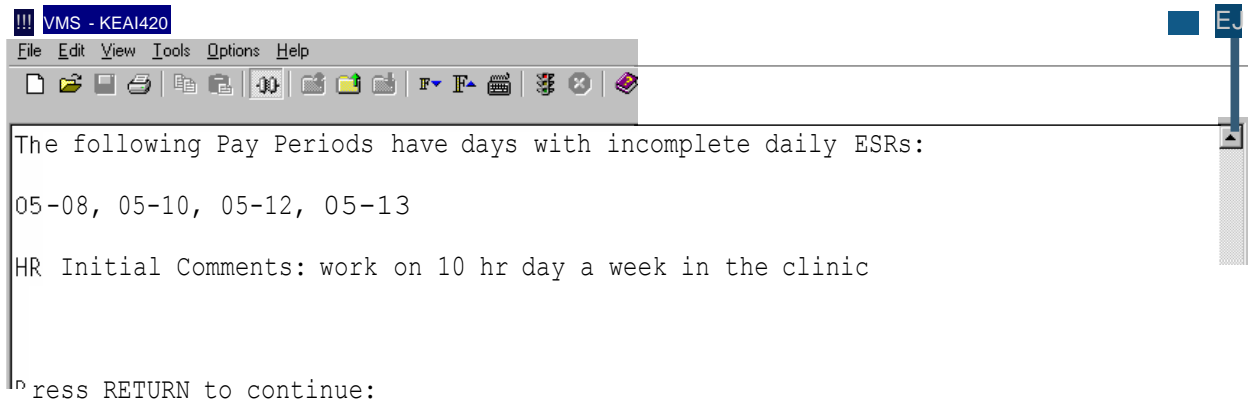 !!! VMS - KEAI420
EJ
File Edit View Tools Options Help
The following Pay Periods have days with incomplete daily ESRs:
05-08, 05-10, 05-12, 05-13
HR Initial Comments: work on 10 hr day a week in the clinic
Press RETURN to continue: